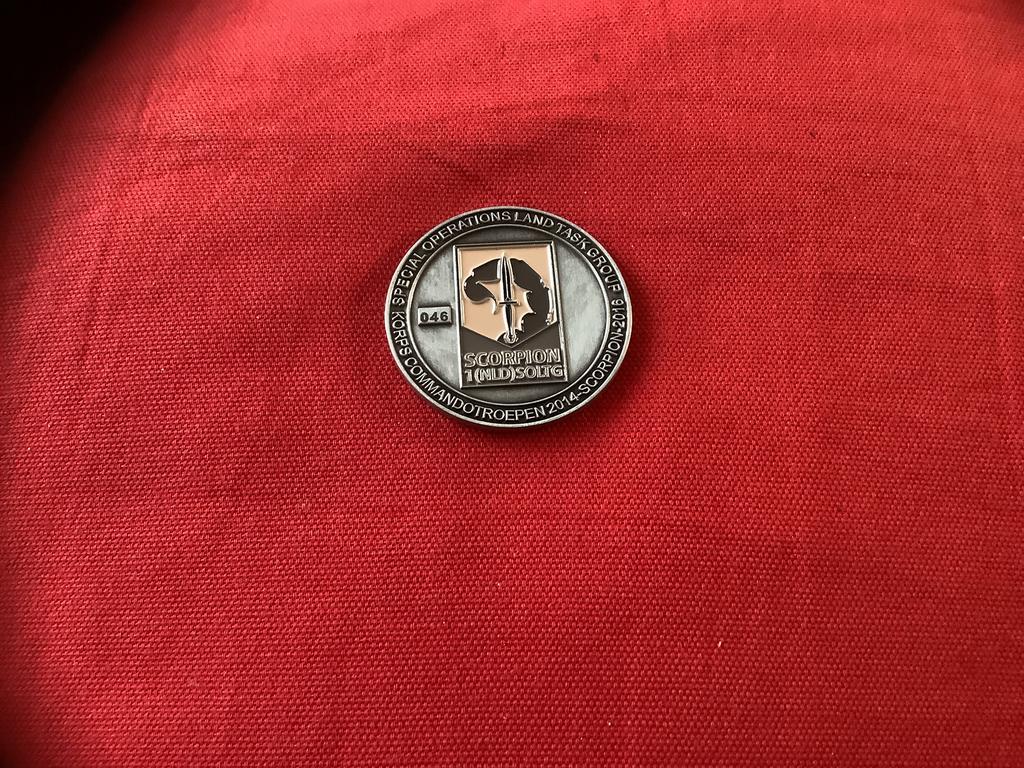 SPECIAL OPERATIONS LAND TASK GROUP
046
SCORPION
1(NLD)SOLTG
KORPS COMMANDOTROEPEN 2014-SCORPION-2016